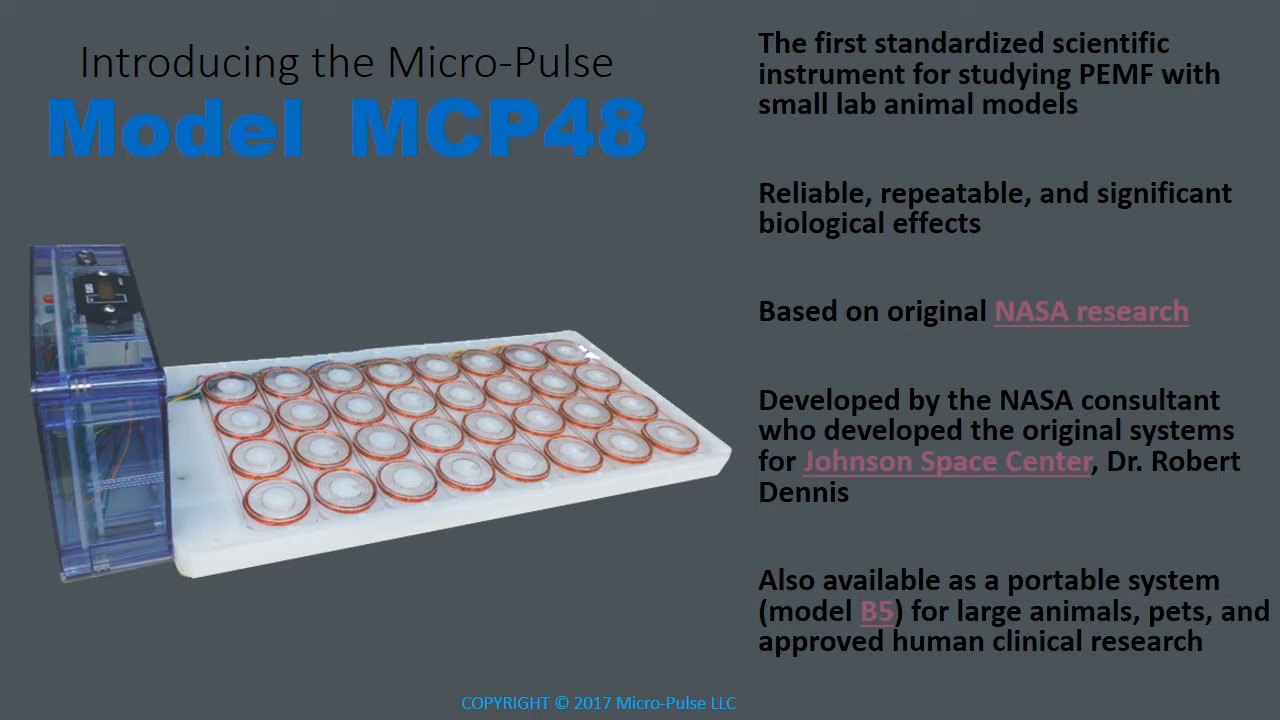 Introducing the Micro-Pulse
Model MCP48
The first standardized scientific
instrument for studying PEMF with
small lab animal models
Reliable, repeatable, and significant
biological effects
Based on original NASA research
Developed by the NASA consultant
who developed the original systems
for Johnson Space Center, Dr. Robert
Dennis
Also available as a portable system
(model B5) for large animals, pets, and
approved human clinical research
COPYRIGHT © 2017 Micro-Pulse LLC